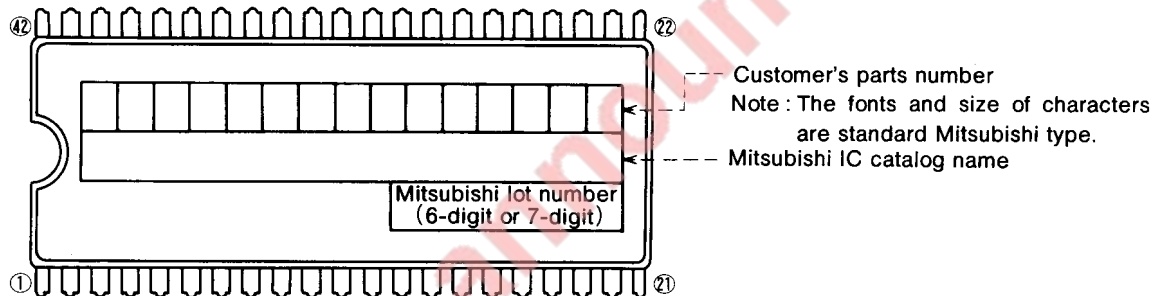 ㊷ ㉒
Customer's parts number
Note : The fonts and size of characters
are standard Mitsubishi type.
Mitsubishi IC catalog name
Mitsubishi lot number
(6-digit or 7-digit)
① ㉑